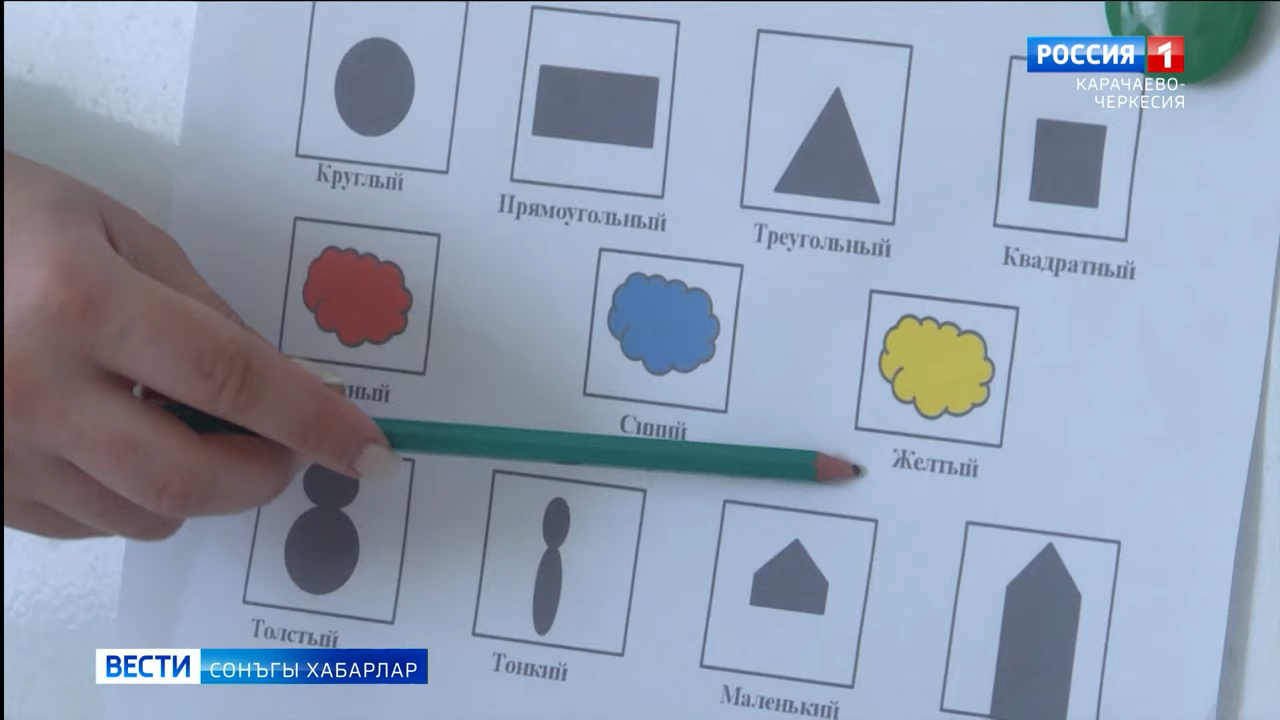 РОССИЯ 1
КАРАЧАЕВО-
ЧЕРКЕСИЯ
Круглый
Прямоугольный
Треугольный
Квадратный
Синий
Желтый
Толстый
Тонкий
Маленький
ВЕСТИ СОНЪГЫ ХАБАРЛАР